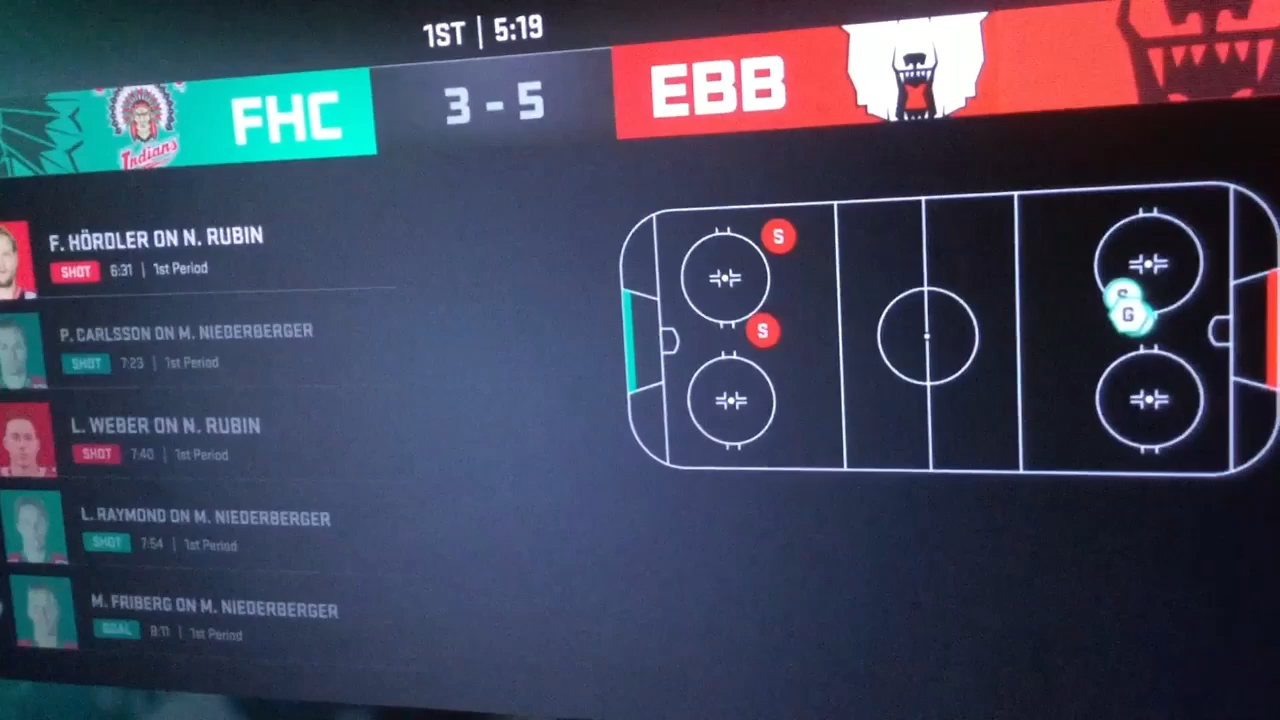 1ST | 5:19
FHC 3 - 5 EBB
Indians
F. HÖRDLER ON N. RUBIN
SHOT 6:31 | 1st Period
P. CARLSSON ON M. NIEDERBERGER
SHOT 7:23 | 1st Period
L. WEBER ON N. RUBIN
SHOT 7:40 | 1st Period
L. RAYMOND ON M. NIEDERBERGER
SHOT 7:54 | 1st Period
M. FRIBERG ON M. NIEDERBERGER
GOAL 8:11 | 1st Period
S
S
S
G